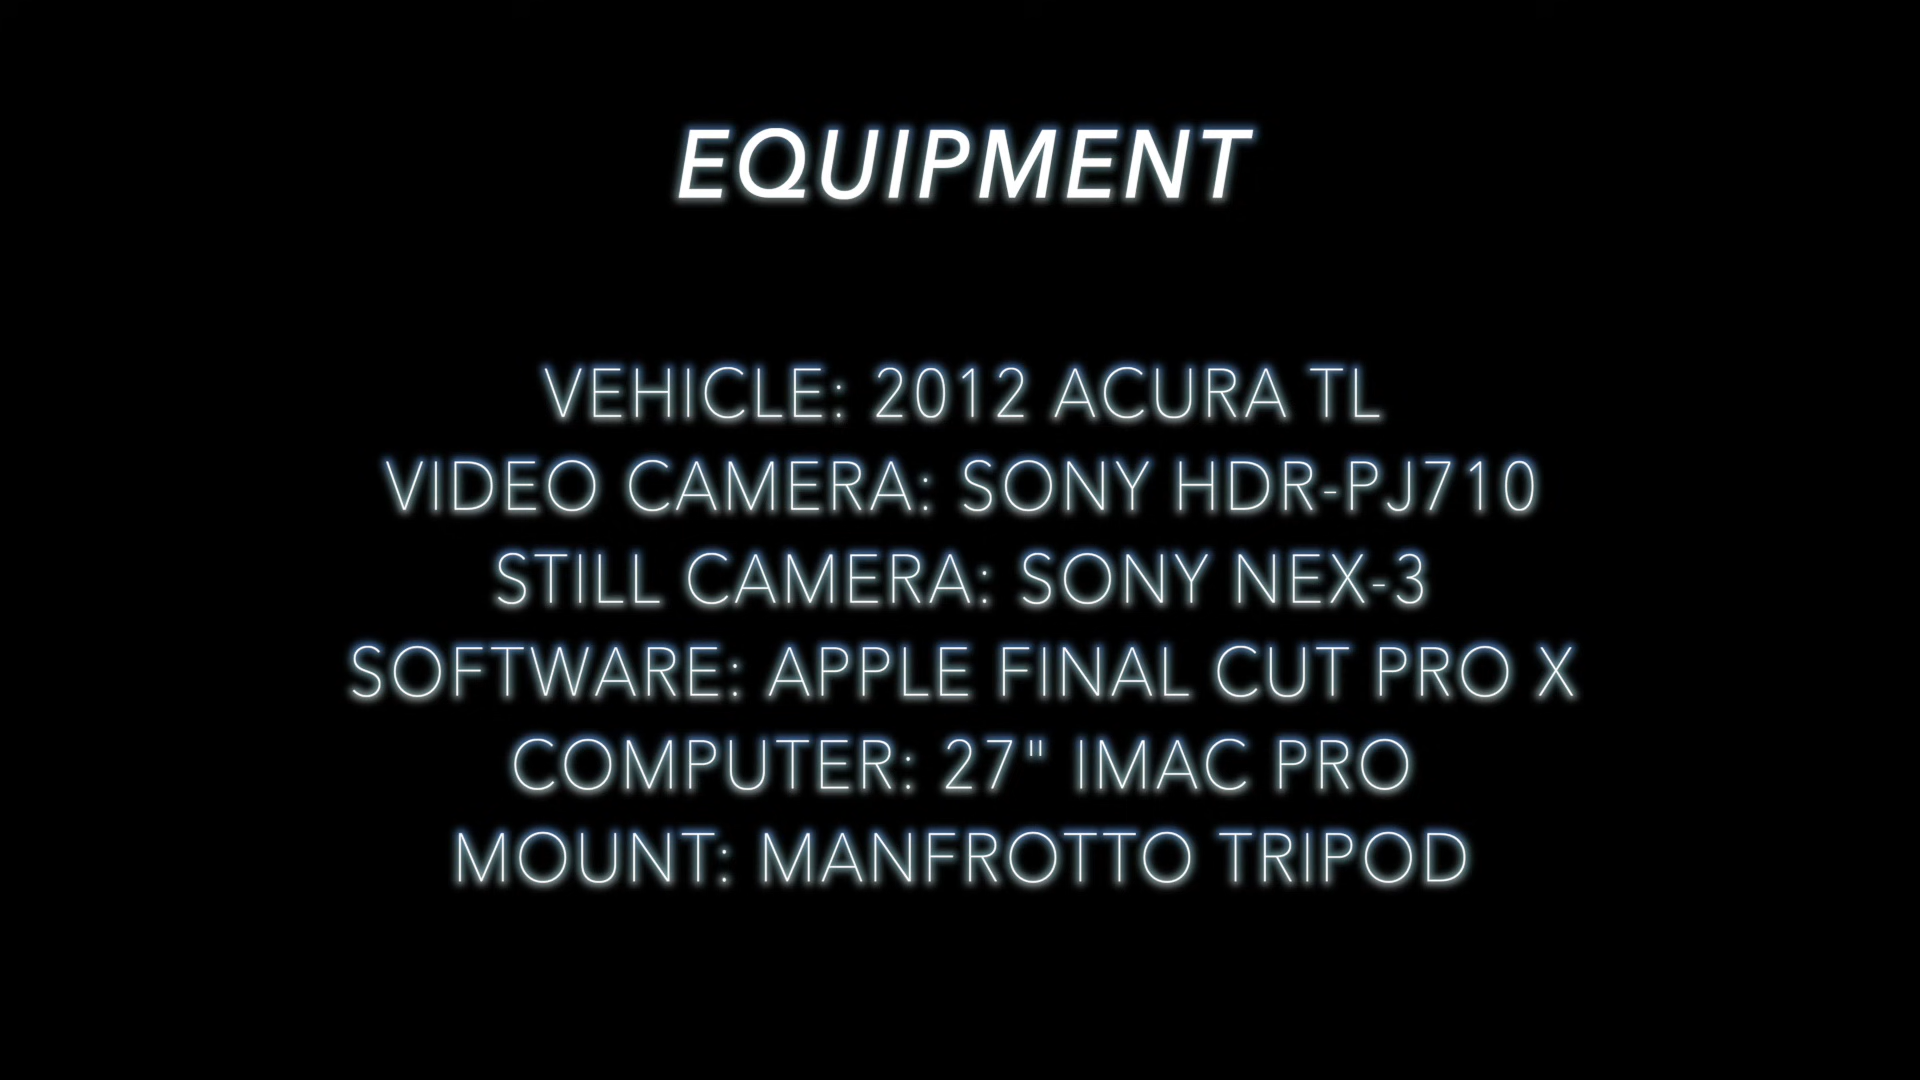 EQUIPMENT
VEHICLE: 2012 ACURA TL
VIDEO CAMERA: SONY HDR-PJ710
STILL CAMERA: SONY NEX-3
SOFTWARE: APPLE FINAL CUT PRO X
COMPUTER: 27" IMAC PRO
MOUNT: MANFROTTO TRIPOD